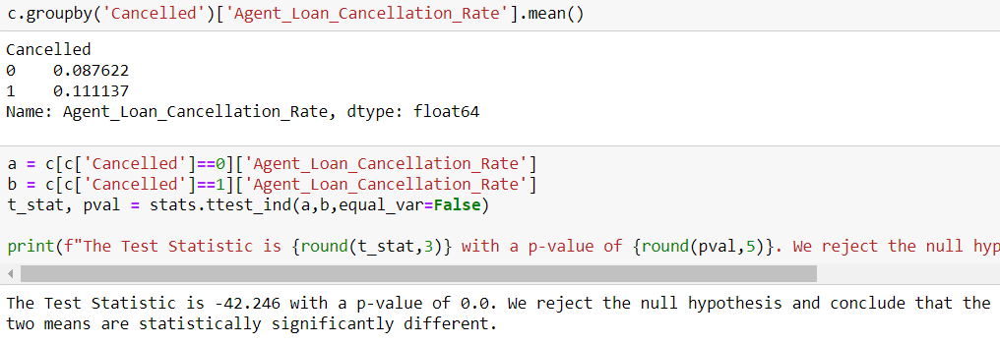 c.groupby('Cancelled')['Agent_Loan_Cancellation_Rate'].mean()
Cancelled
0    0.087622
1    0.111137
Name: Agent_Loan_Cancellation_Rate, dtype: float64
a = c[c['Cancelled']==0]['Agent_Loan_Cancellation_Rate']
b = c[c['Cancelled']==1]['Agent_Loan_Cancellation_Rate']
t_stat, pval = stats.ttest_ind(a,b,equal_var=False)
print(f"The Test Statistic is {round(t_stat,3)} with a p-value of {round(pval,5)}. We reject the null hyp
The Test Statistic is -42.246 with a p-value of 0.0. We reject the null hypothesis and conclude that the
two means are statistically significantly different.